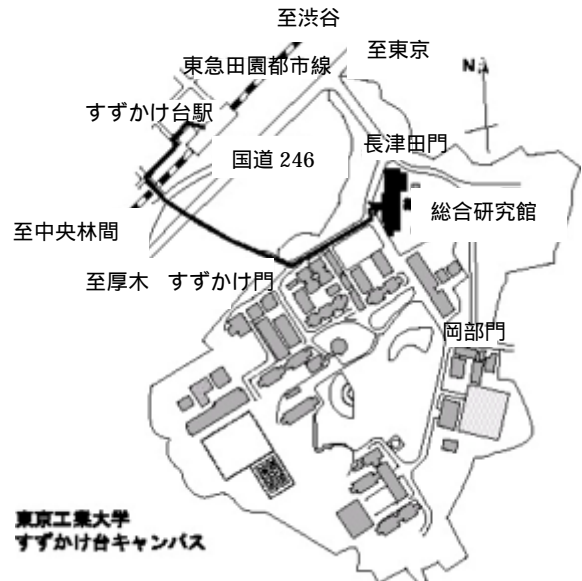 至渋谷
至東京
東急田園都市線
N
すずかけ台駅
長津田門
国道 246
総合研究館
至中央林間
至厚木 すずかけ門
岡部門
東京工業大学
すずかけ台キャンパス